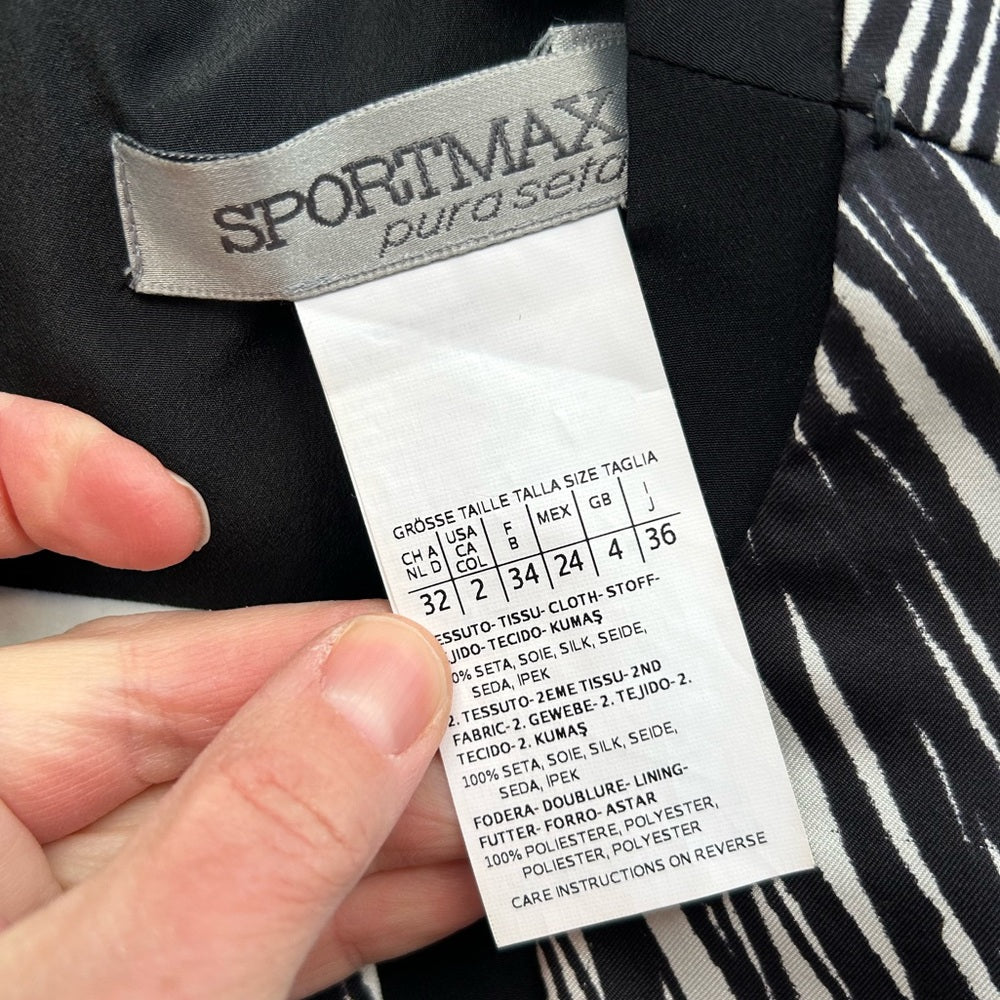 SPORTMAX
pura seta
GRÖSSE TAILLE TALLA SIZE TAGLIA
CH A NL D USA CA COL F B MEX GB I J
32 2 34 24 4 36
ESSUTO- TISSU- CLOTH- STOFF-
JIDO- TECIDO- KUMAŞ
0% SETA, SOIE, SILK, SEIDE,
SEDA, IPEK
2. TESSUTO- 2EME TISSU- 2ND
FABRIC- 2. GEWEBE- 2. TEJIDO- 2.
TECIDO- 2. KUMAŞ
100% SETA, SOIE, SILK, SEIDE,
SEDA, IPEK
FODERA- DOUBLURE- LINING-
FUTTER- FORRO- ASTAR
100% POLIESTERE, POLYESTER,
POLIESTER, POLYESTER
CARE INSTRUCTIONS ON REVERSE